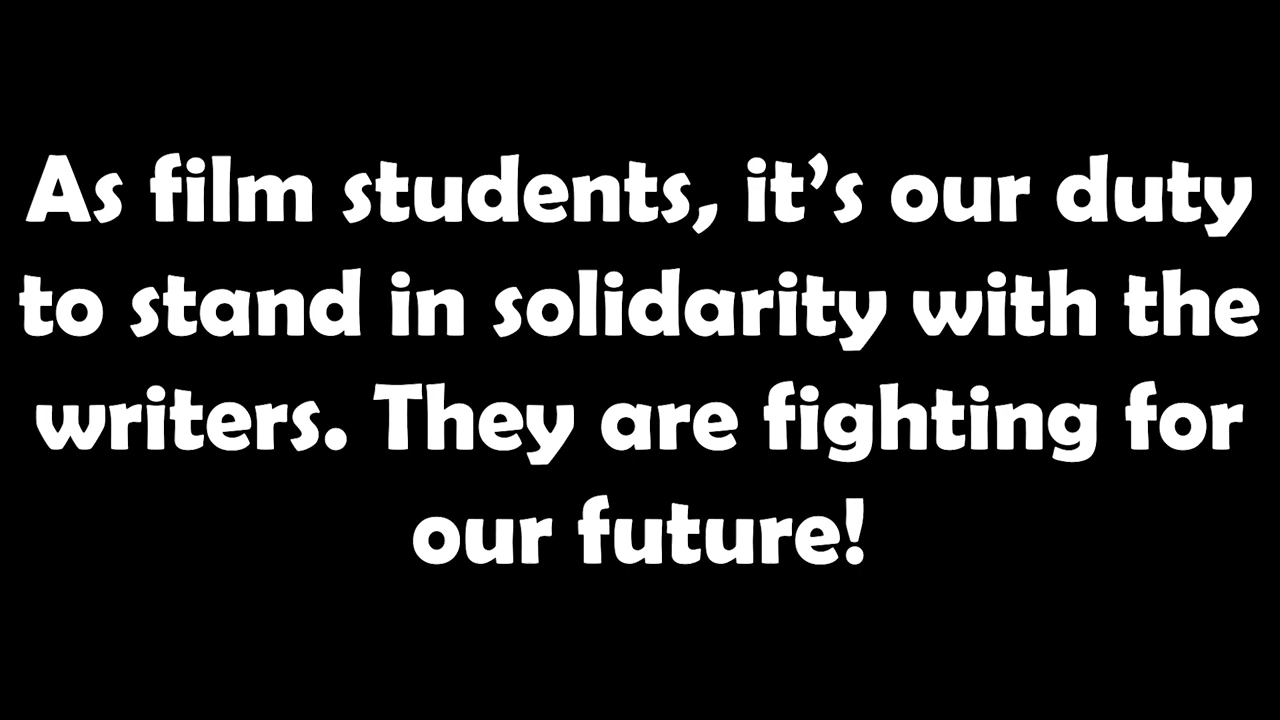 As film students, it’s our duty
to stand in solidarity with the
writers. They are fighting for
our future!